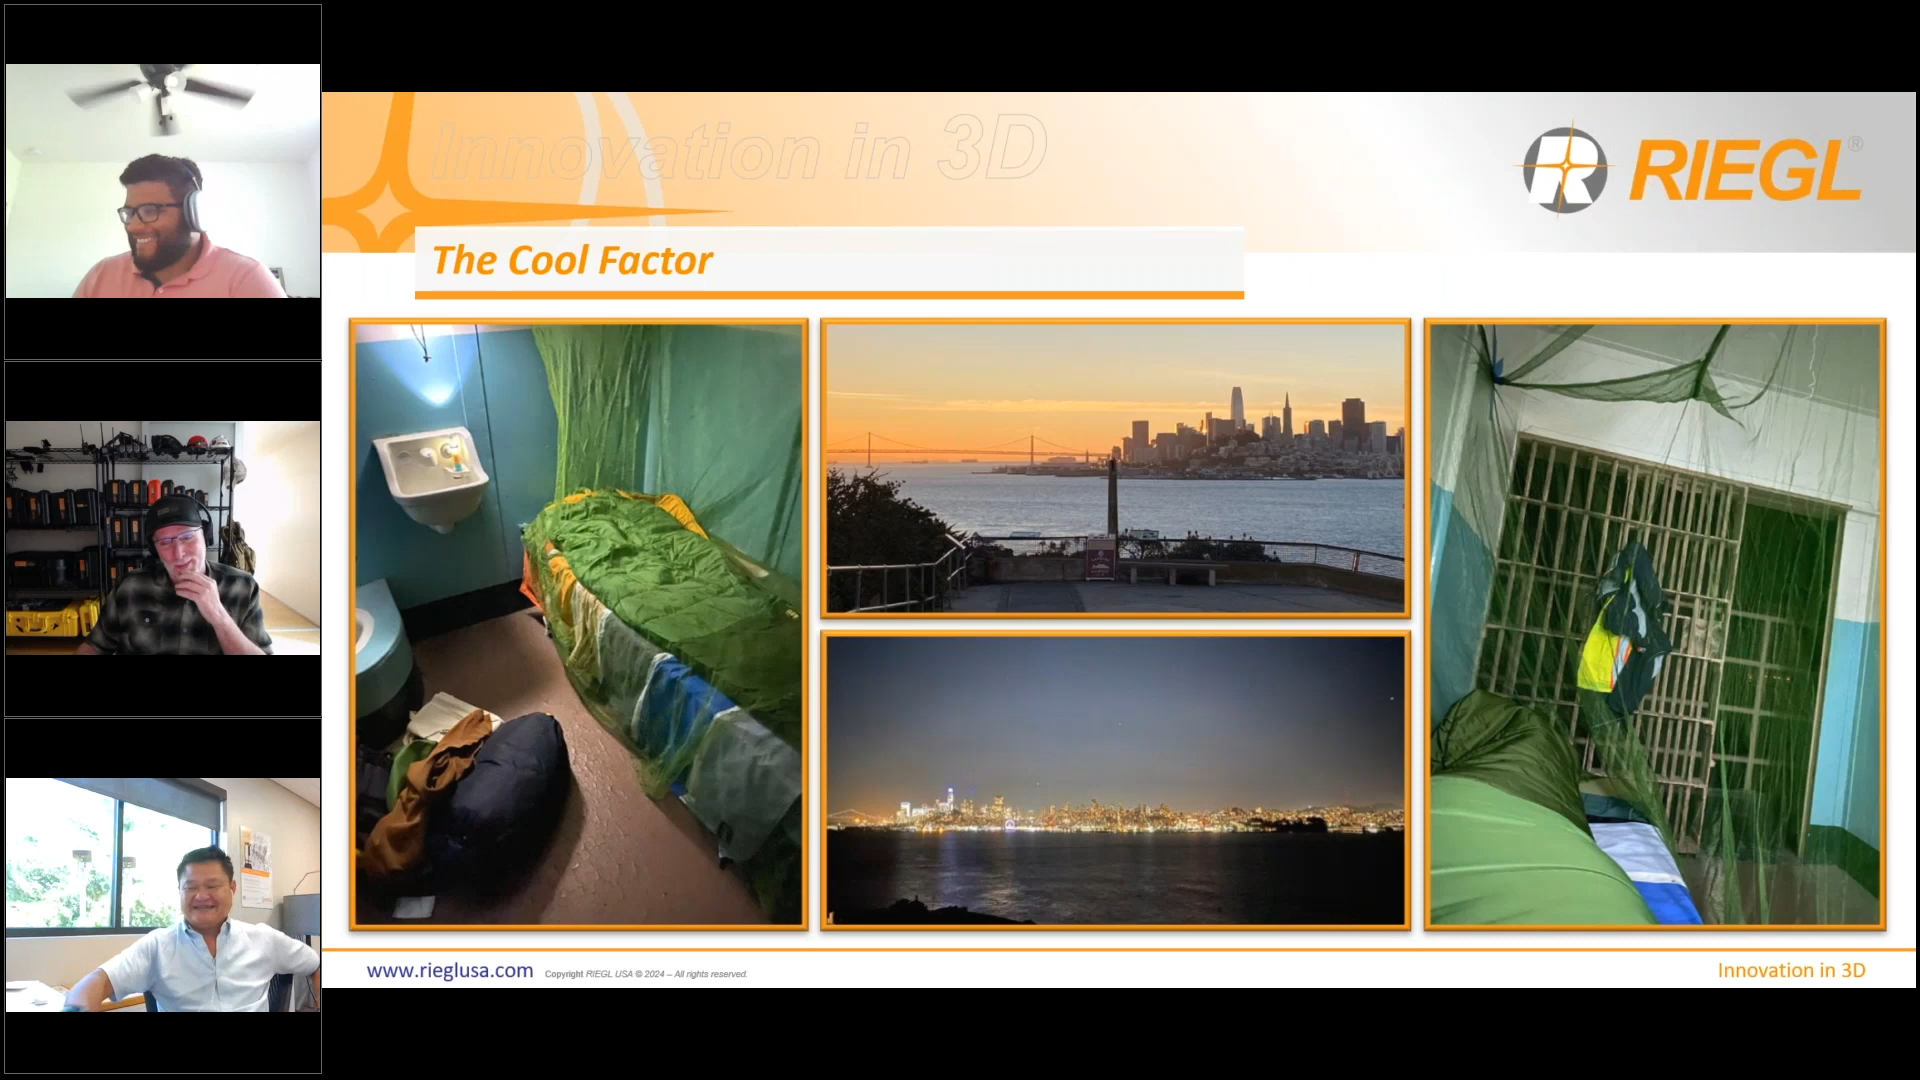 Innovation in 3D
RIEGL®
The Cool Factor
www.rieglusa.com
Copyright RIEGL USA © 2024 – All rights reserved.
Innovation in 3D